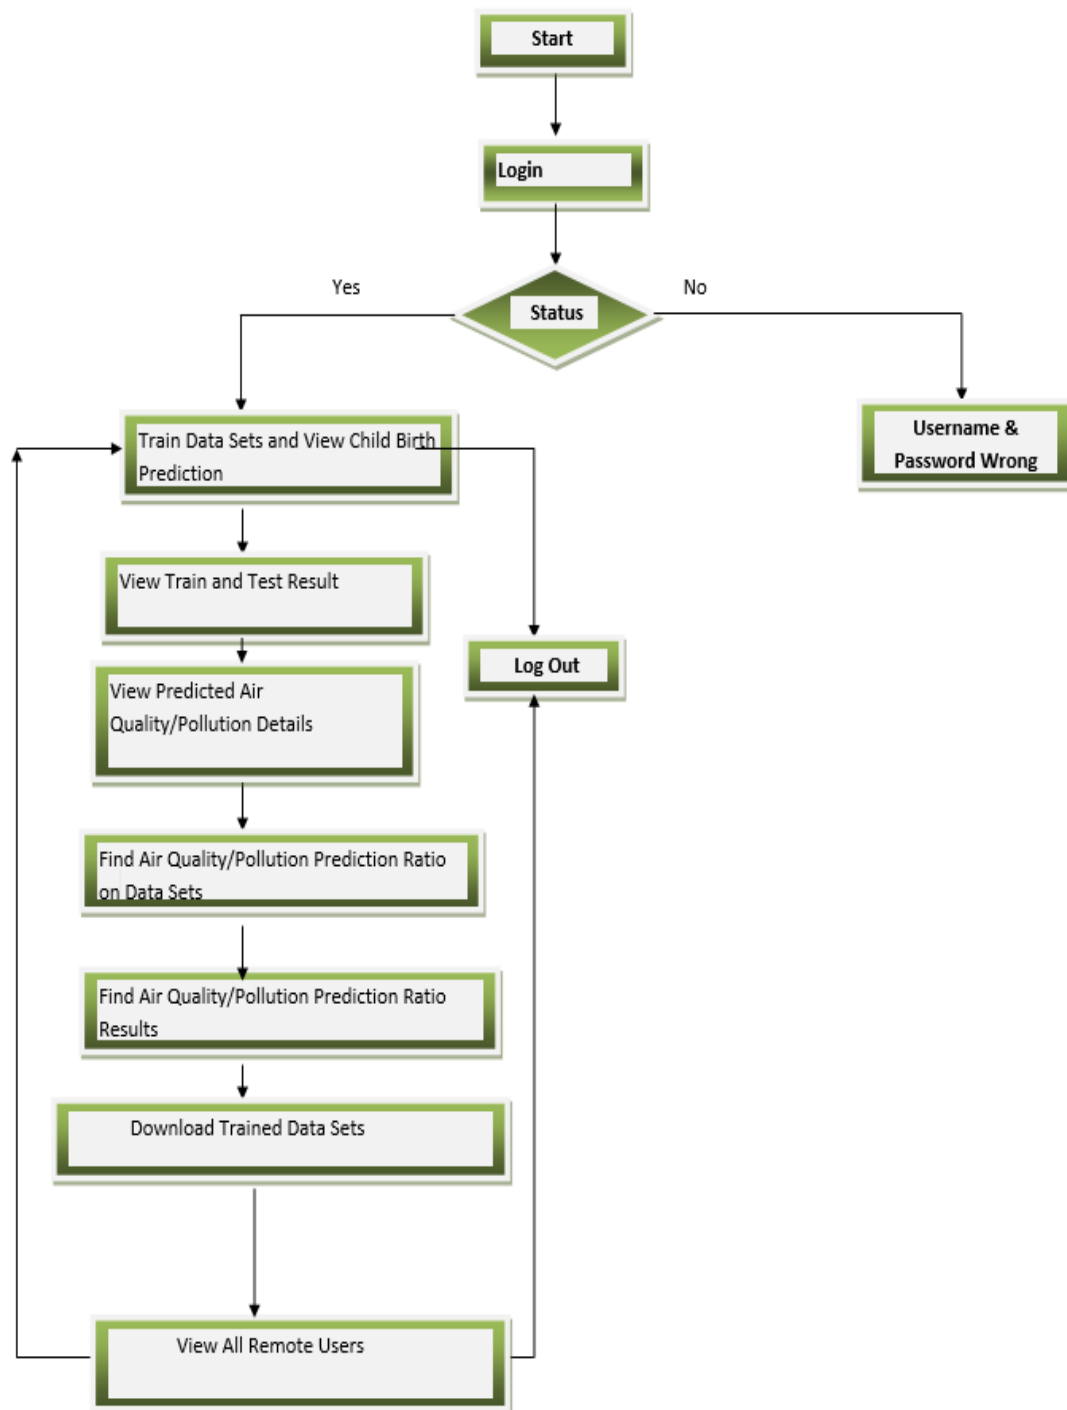 Start
Login
Yes
No
Status
Train Data Sets and View Child Birth
Prediction
Username &
Password Wrong
View Train and Test Result
Log Out
View Predicted Air
Quality/Pollution Details
Find Air Quality/Pollution Prediction Ratio
on Data Sets
Find Air Quality/Pollution Prediction Ratio
Results
Download Trained Data Sets
View All Remote Users